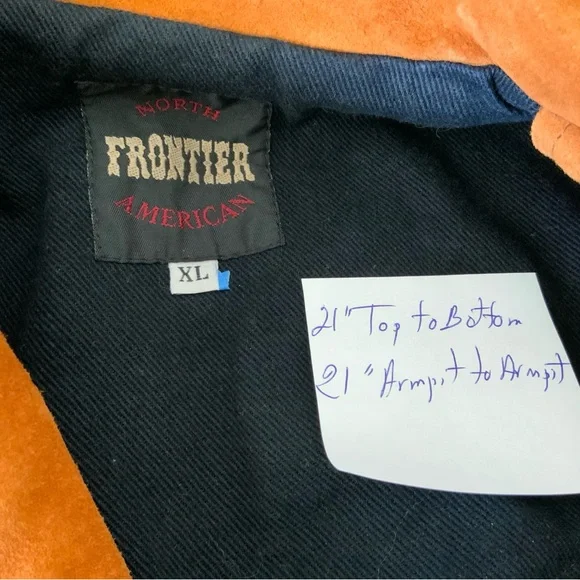 NORTH
FRONTIER
AMERICAN
XL
21" Top to Bottom
21" Armpit to Armpit